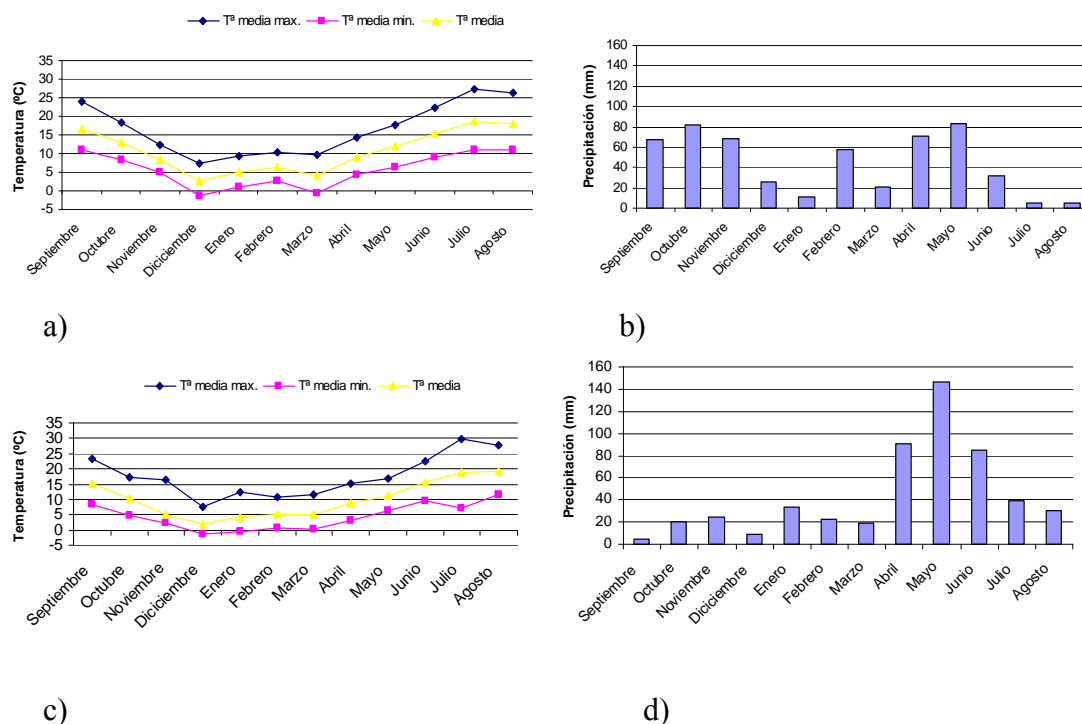 Tª media max. Tª media min. Tª media
Temperatura (ºC)
35
30
25
20
15
10
5
0
-5
Septiembre
Octubre
Noviembre
Diciciembre
Enero
Febrero
Marzo
Abril
Mayo
Junio
Julio
Agosto
a)
Precipitación (mm)
160
140
120
100
80
60
40
20
0
Septiembre
Octubre
Noviembre
Diciciembre
Enero
Febrero
Marzo
Abril
Mayo
Junio
Julio
Agosto
b)
Tª media max. Tª media min. Tª media
Temperatura (ºC)
35
30
25
20
15
10
5
0
-5
Septiembre
Octubre
Noviembre
Diciciembre
Enero
Febrero
Marzo
Abril
Mayo
Junio
Julio
Agosto
c)
Precipitación (mm)
160
140
120
100
80
60
40
20
0
Septiembre
Octubre
Noviembre
Diciciembre
Enero
Febrero
Marzo
Abril
Mayo
Junio
Julio
Agosto
d)